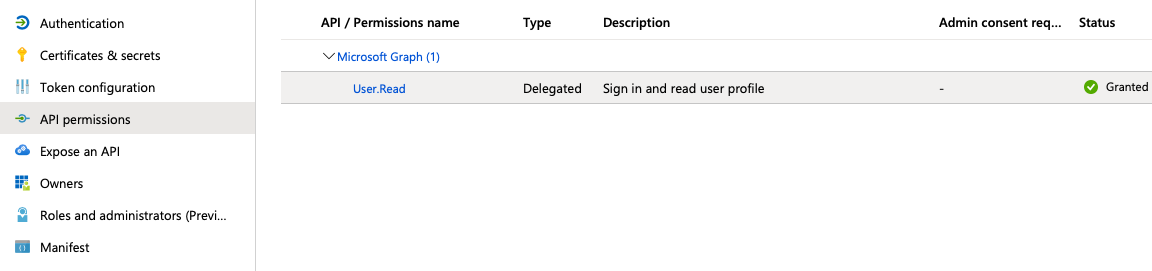 Authentication
Certificates & secrets
Token configuration
API permissions
Expose an API
Owners
Roles and administrators (Previ...
Manifest
API / Permissions name Type Description Admin consent req... Status
Microsoft Graph (1)
User.Read Delegated Sign in and read user profile - Granted